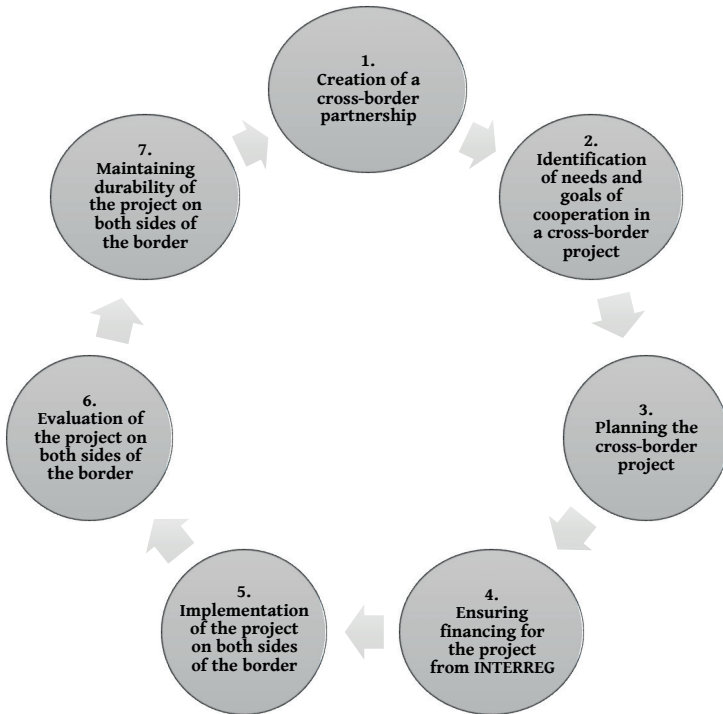 1.
Creation of a
cross-border
partnership
2.
Identification
of needs and
goals of
cooperation in
a cross-border
project
3.
Planning the
cross-border
project
4.
Ensuring
financing for
the project
from INTERREG
5.
Implementation
of the project
on both sides
of the border
6.
Evaluation of
the project on
both sides of
the border
7.
Maintaining
durability of
the project on
both sides of
the border